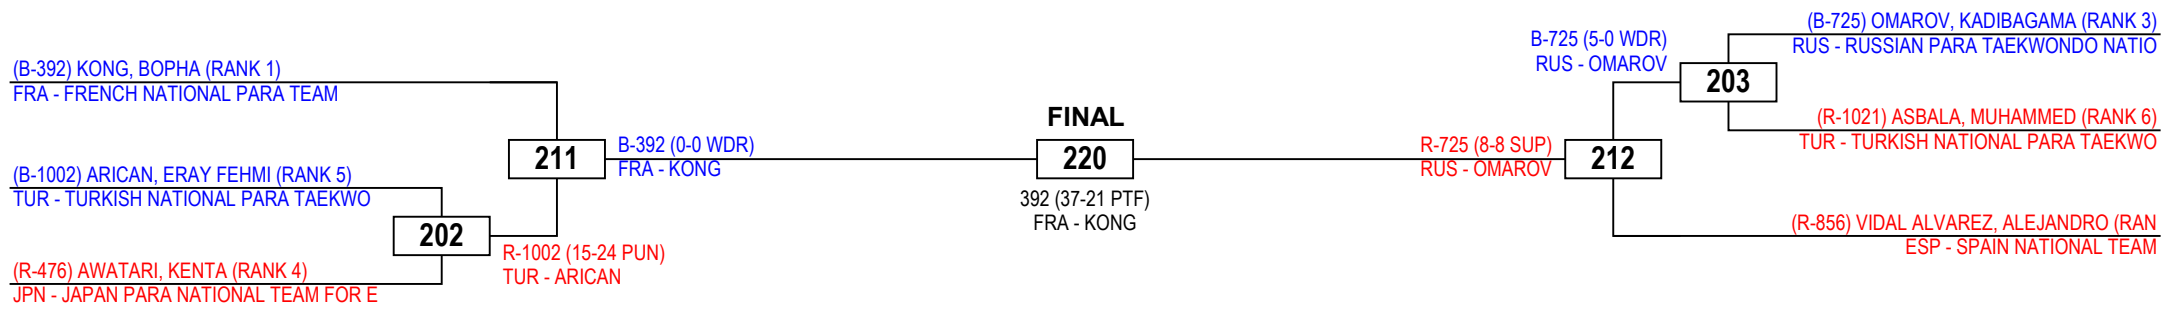 (B-392) KONG, BOPHA (RANK 1)
FRA - FRENCH NATIONAL PARA TEAM
(B-1002) ARICAN, ERAY FEHMI (RANK 5)
TUR - TURKISH NATIONAL PARA TAEKWO
(R-476) AWATARI, KENTA (RANK 4)
JPN - JAPAN PARA NATIONAL TEAM FOR E
202
R-1002 (15-24 PUN)
TUR - ARICAN
211
B-392 (0-0 WDR)
FRA - KONG
FINAL
220
392 (37-21 PTF)
FRA - KONG
R-725 (8-8 SUP)
RUS - OMAROV
212
B-725 (5-0 WDR)
RUS - OMAROV
203
(B-725) OMAROV, KADIBAGAMA (RANK 3)
RUS - RUSSIAN PARA TAEKWONDO NATIO
(R-1021) ASBALA, MUHAMMED (RANK 6)
TUR - TURKISH NATIONAL PARA TAEKWO
(R-856) VIDAL ALVAREZ, ALEJANDRO (RAN
ESP - SPAIN NATIONAL TEAM